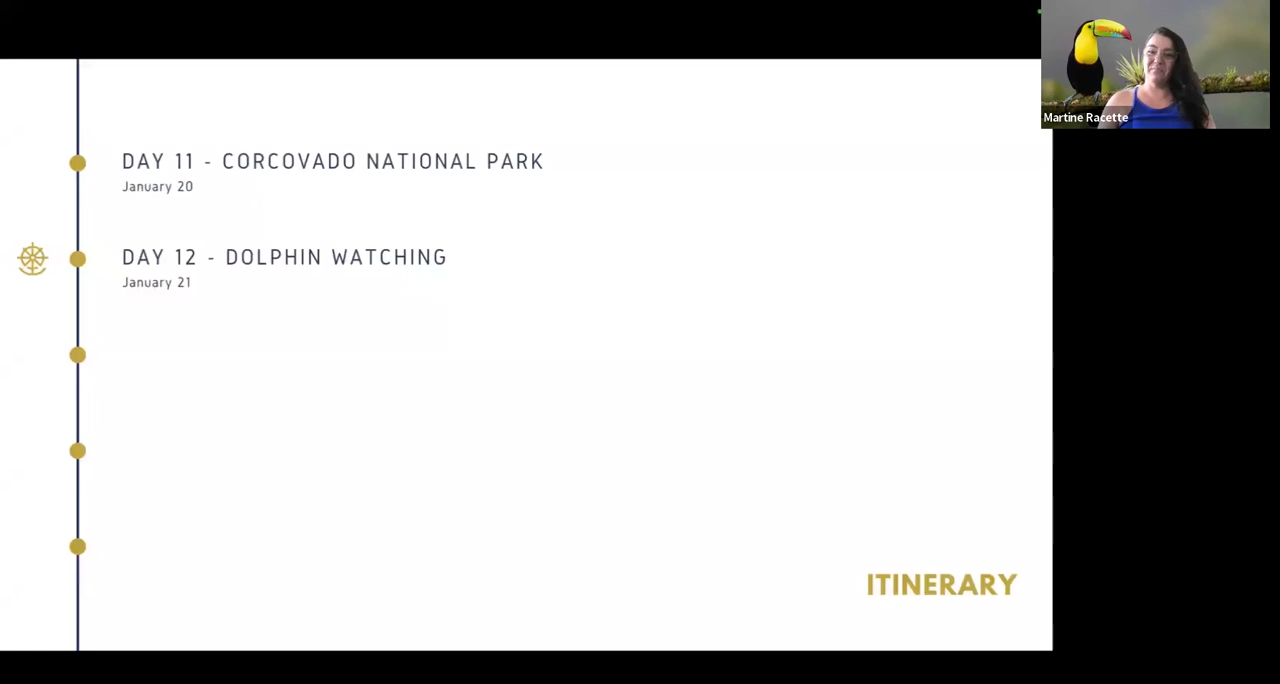 Martine Racette
DAY 11 - CORCOVADO NATIONAL PARK
January 20
DAY 12 - DOLPHIN WATCHING
January 21
ITINERARY